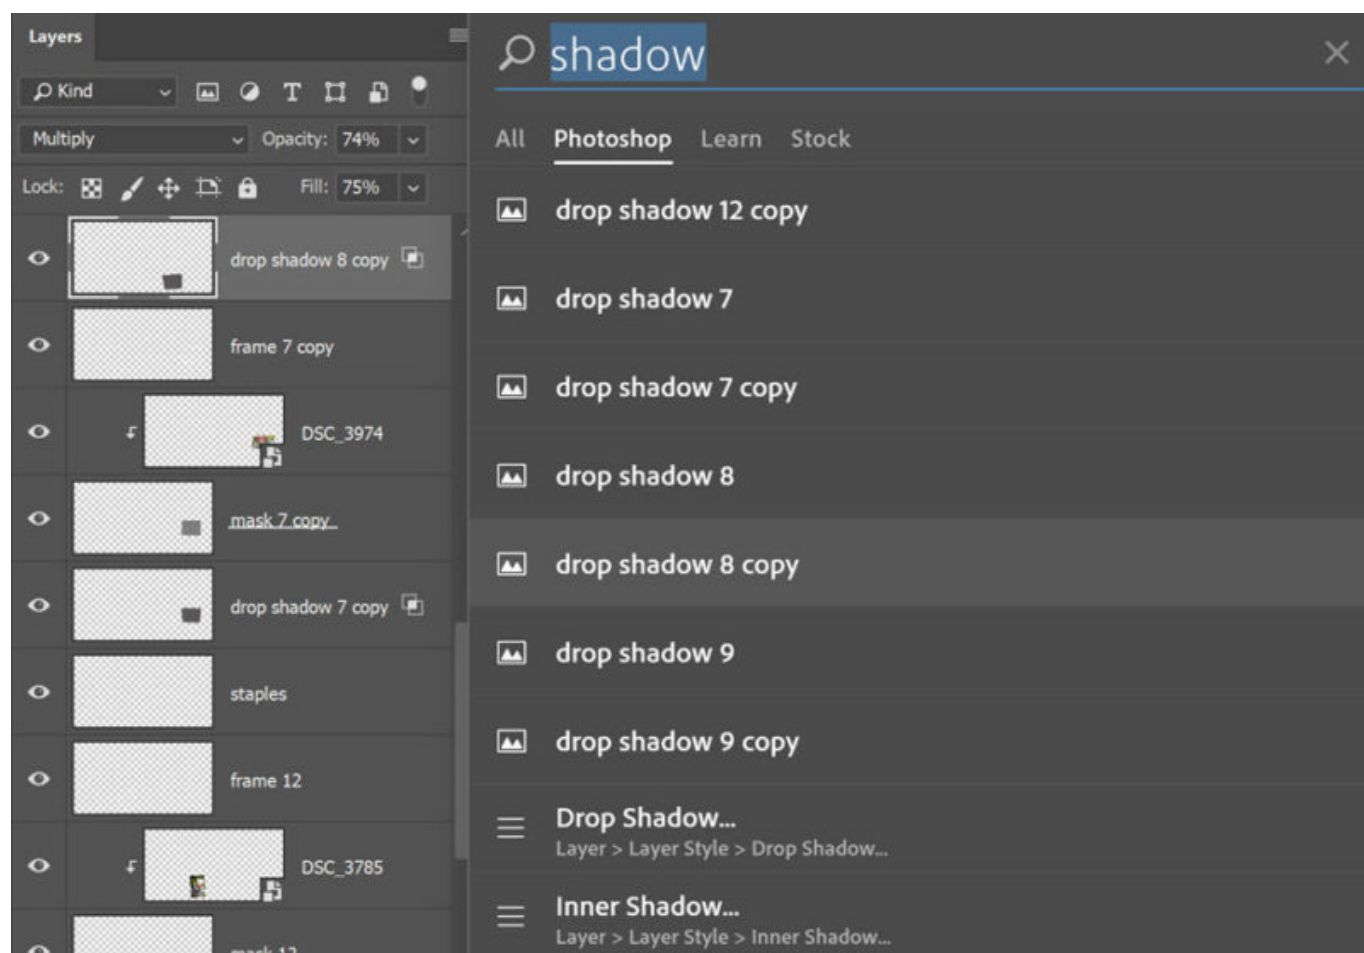 Layers
Kind
Multiply
Opacity: 74%
Lock:
Fill: 75%
drop shadow 8 copy
frame 7 copy
DSC_3974
mask 7 copy
drop shadow 7 copy
staples
frame 12
DSC_3785
mask 12
shadow
All Photoshop Learn Stock
drop shadow 12 copy
drop shadow 7
drop shadow 7 copy
drop shadow 8
drop shadow 8 copy
drop shadow 9
drop shadow 9 copy
Drop Shadow...
Layer > Layer Style > Drop Shadow...
Inner Shadow...
Layer > Layer Style > Inner Shadow...